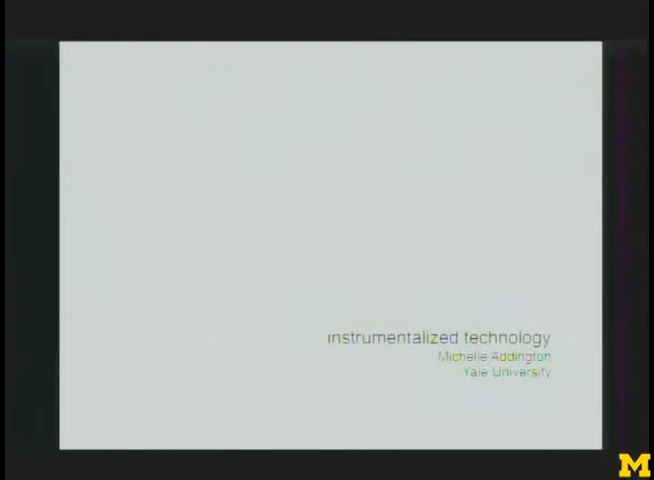 instrumentalized technology
Michelle Addington
Yale University
M